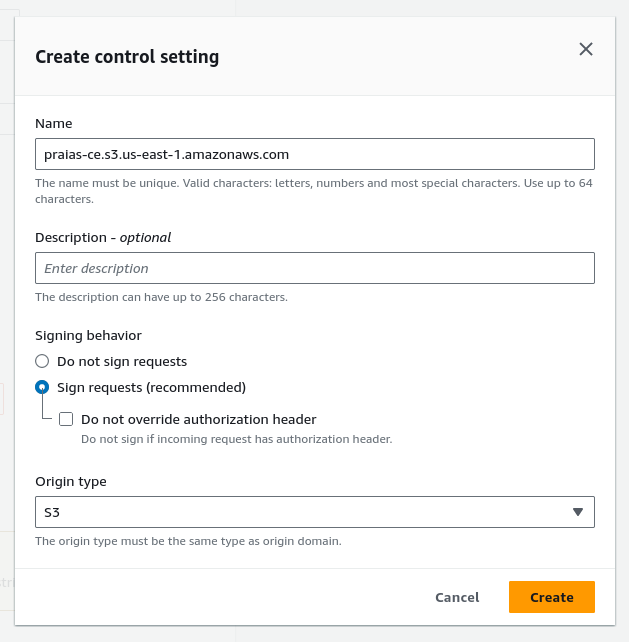 Create control setting
Name
praias-ce.s3.us-east-1.amazonaws.com
The name must be unique. Valid characters: letters, numbers and most special characters. Use up to 64
characters.
Description - optional
Enter description
The description can have up to 256 characters.
Signing behavior
Do not sign requests
Sign requests (recommended)
Do not override authorization header
Do not sign if incoming request has authorization header.
Origin type
S3
The origin type must be the same type as origin domain.
Cancel
Create